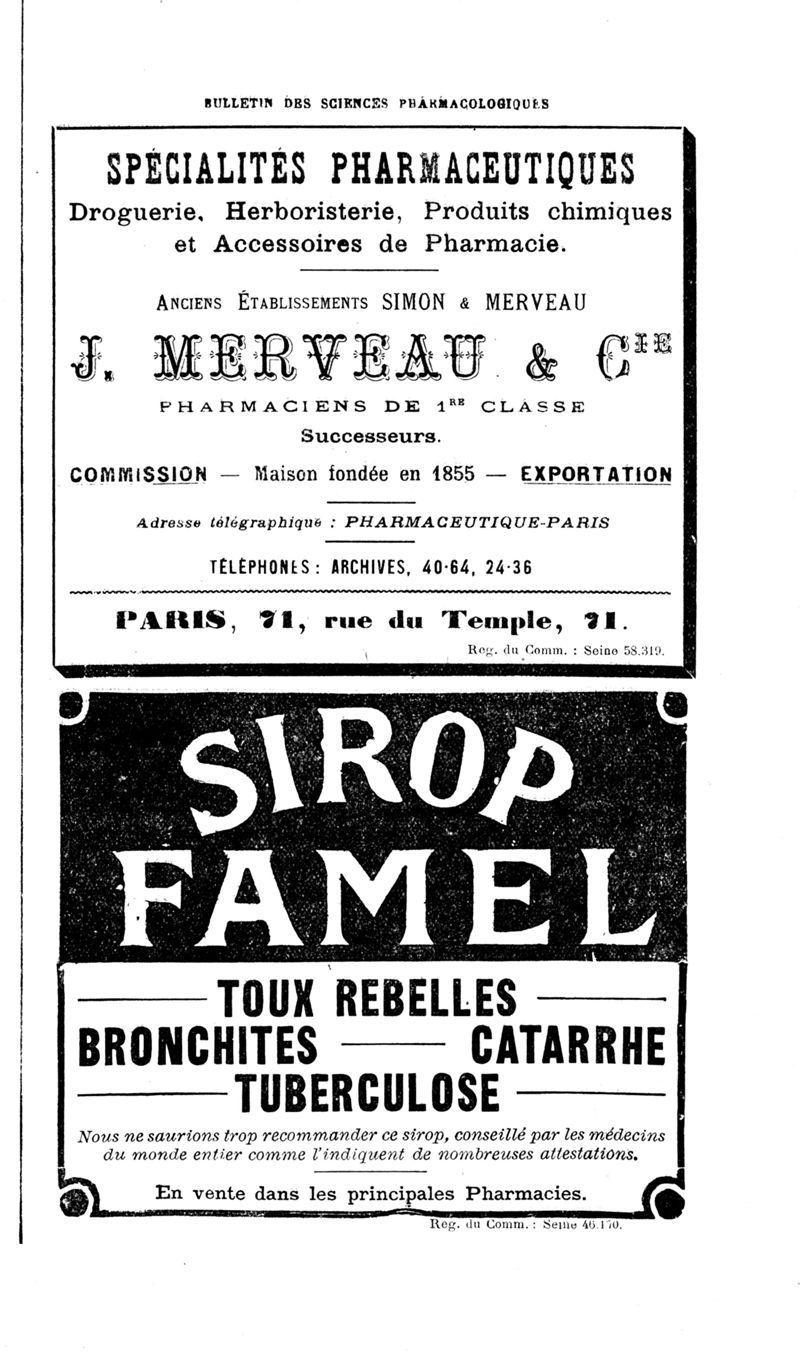 BULLETIN DES SCIENCES PHARMACOLOGIQUES
SPÉCIALITÉS PHARMACEUTIQUES
Droguerie, Herboristerie, Produits chimiques
et Accessoires de Pharmacie.
ANCIENS ÉTABLISSEMENTS SIMON & MERVEAU
J. MERVEAU & CIE
PHARMACIENS DE 1RE CLASSE
Successeurs.
COMMISSION — Maison fondée en 1855 — EXPORTATION
Adresse télégraphique : PHARMACEUTIQUE-PARIS
TÉLÉPHONES : ARCHIVES, 40-64, 24-36
PARIS, 71, rue du Temple, 71.
Reg. du Comm. : Seine 58.319.
SIROP
FAMEL
TOUX REBELLES
BRONCHITES — CATARRHE
TUBERCULOSE
Nous ne saurions trop recommander ce sirop, conseillé par les médecins
du monde entier comme l'indiquent de nombreuses attestations.
En vente dans les principales Pharmacies.
Reg. du Comm. : Seine 46.170.